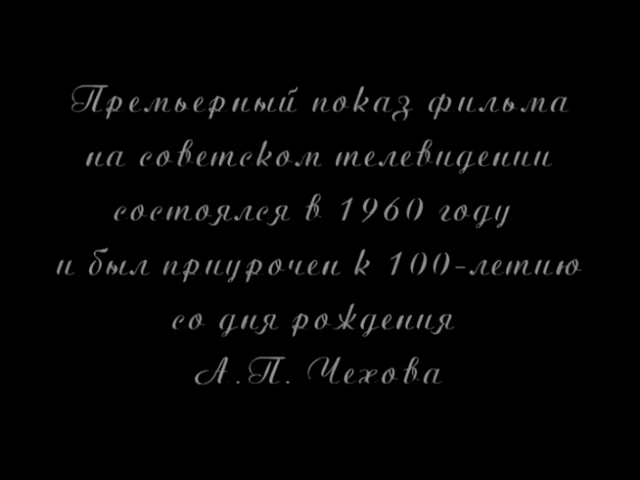 Премьерный показ фильма
на советском телевидении
состоялся в 1960 году
и был приурочен к 100-летию
со дня рождения
А.П. Чехова